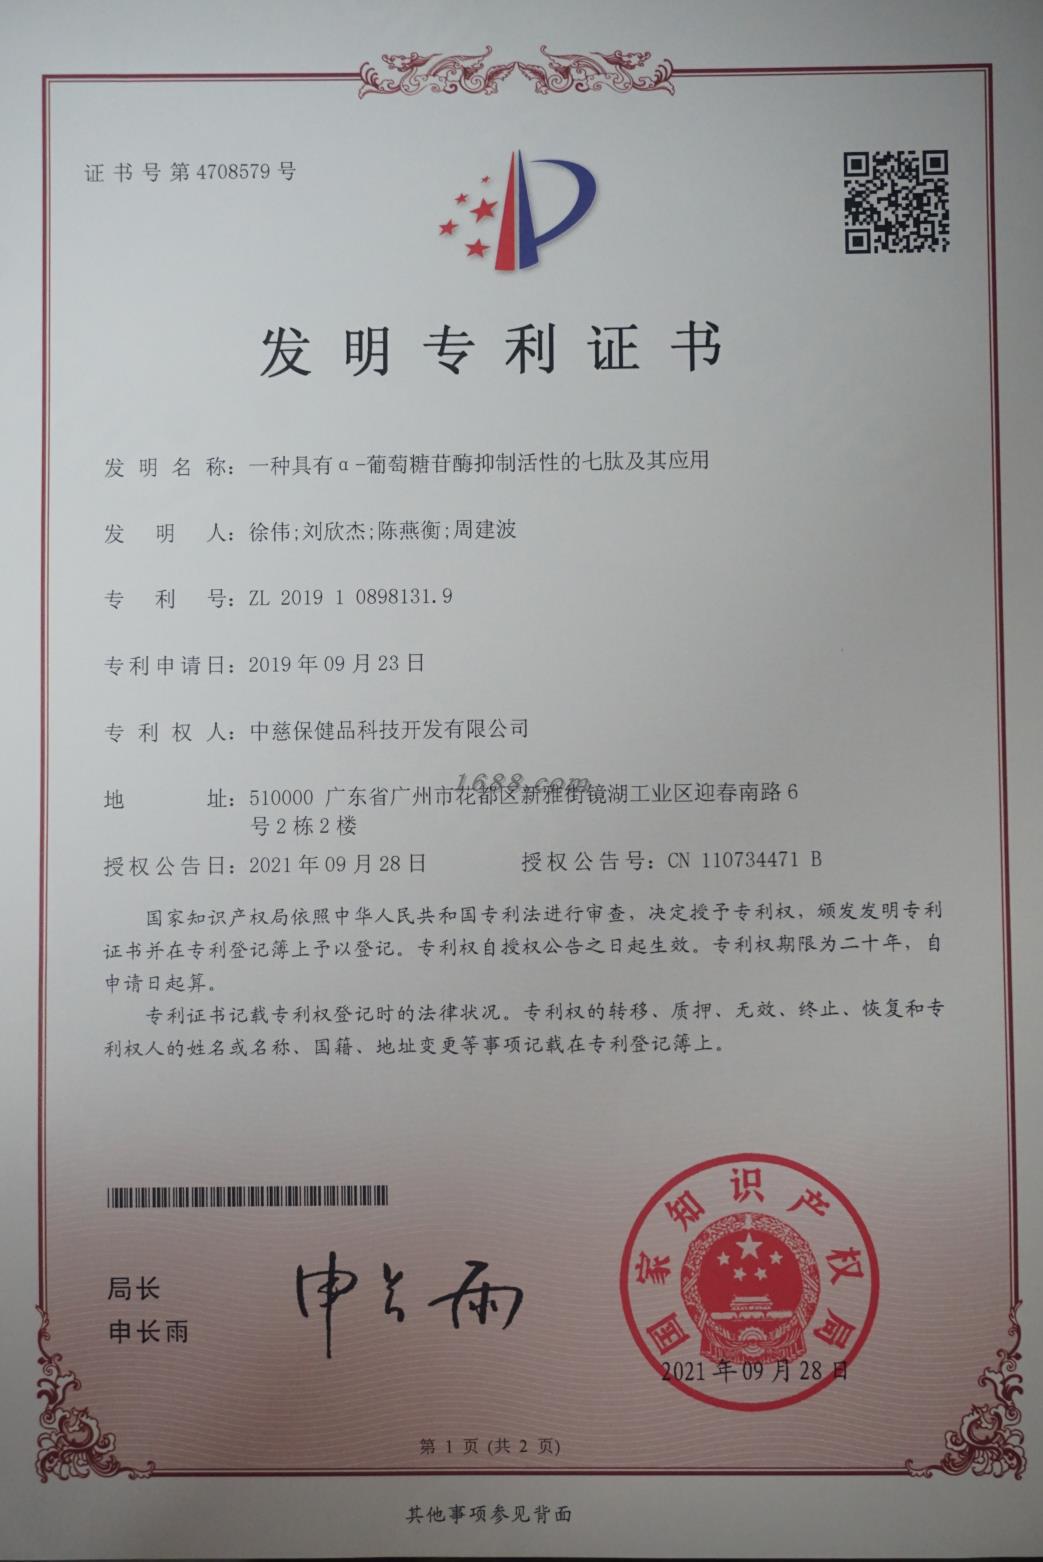 证书号第4708579号
发明专利证书
发明名称：一种具有α-葡萄糖苷酶抑制活性的七肽及其应用
发明人：徐伟;刘欣杰;陈燕衡;周建波
专利号：ZL 2019 1 0898131.9
专利申请日：2019年09月23日
专利权人：中慈保健品科技开发有限公司
1688.com
地址：510000 广东省广州市花都区新雅街镜湖工业区迎春南路6
号2栋2楼
授权公告日：2021年09月28日 授权公告号：CN 110734471 B
国家知识产权局依照中华人民共和国专利法进行审查，决定授予专利权，颁发发明专利
证书并在专利登记簿上予以登记。专利权自授权公告之日起生效。专利权期限为二十年，自
申请日起算。
专利证书记载专利权登记时的法律状况。专利权的转移、质押、无效、终止、恢复和专
利权人的姓名或名称、国籍、地址变更等事项记载在专利登记簿上。
局长
申长雨
申长雨
国家知识产权局
2021年09月28日
第1页(共2页)
其他事项参见背面